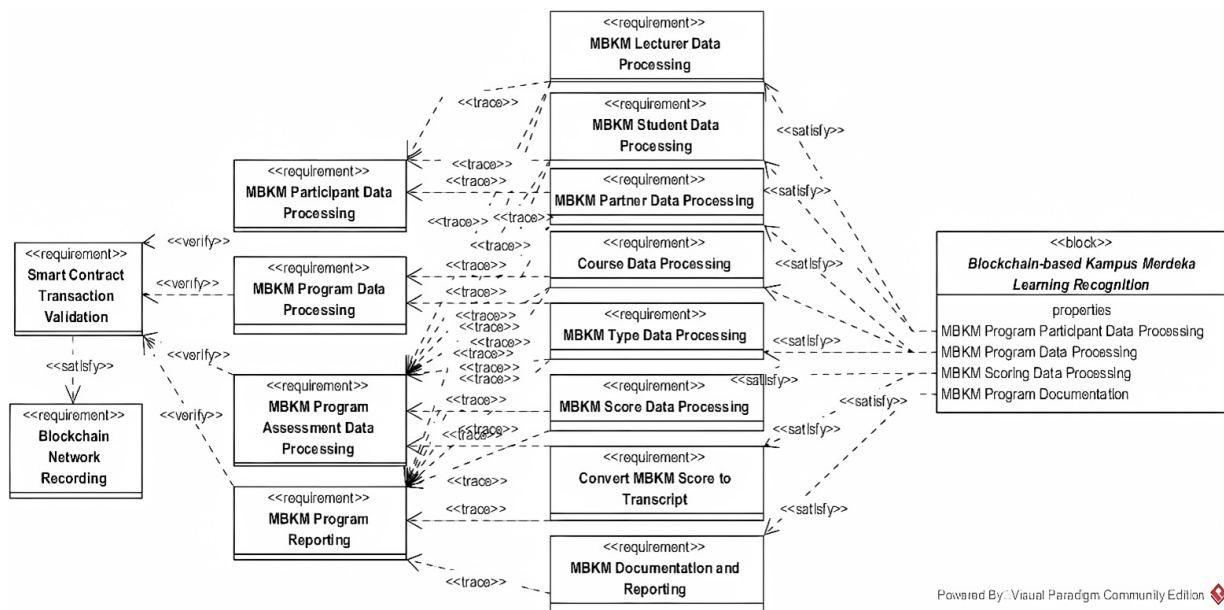 <<requirement>>
MBKM Lecturer Data
Processing
<<trace>>
<<requirement>>
MBKM Student Data
Processing
<<satisfy>>
<<requirement>>
MBKM Participant Data
Processing
<<trace>>
<<trace>>
<<requirement>>
MBKM Partner Data Processing
<<satisfy>>
<<trace>>
<<trace>>
<<verify>>
<<trace>>
<<requirement>>
Smart Contract
Transaction
Validation
<<verify>>
<<requirement>>
MBKM Program Data
Processing
<<trace>>
<<requirement>>
Course Data Processing
<<satisfy>>
<<trace>>
<<trace>>
<<requirement>>
MBKM Type Data Processing
<<satisfy>>
<<block>>
Blockchain-based Kampus Merdeka
Learning Recognition
properties
MBKM Program Participant Data Processing
MBKM Program Data Processing
MBKM Scoring Data Processing
MBKM Program Documentation
<<satisfy>>
<<verify>>
<<trace>>
<<trace>>
<<trace>>
<<requirement>>
Blockchain
Network
Recording
<<verify>>
<<requirement>>
MBKM Program
Assessment Data
Processing
<<trace>>
<<requirement>>
MBKM Score Data Processing
<<satisfy>>
<<satisfy>>
<<trace>>
<<trace>>
<<satisfy>>
<<requirement>>
Convert MBKM Score to
Transcript
<<trace>>
<<requirement>>
MBKM Program
Reporting
<<trace>>
<<satisfy>>
<<requirement>>
MBKM Documentation and
Reporting
<<trace>>
Powered By Visual Paradigm Community Edition